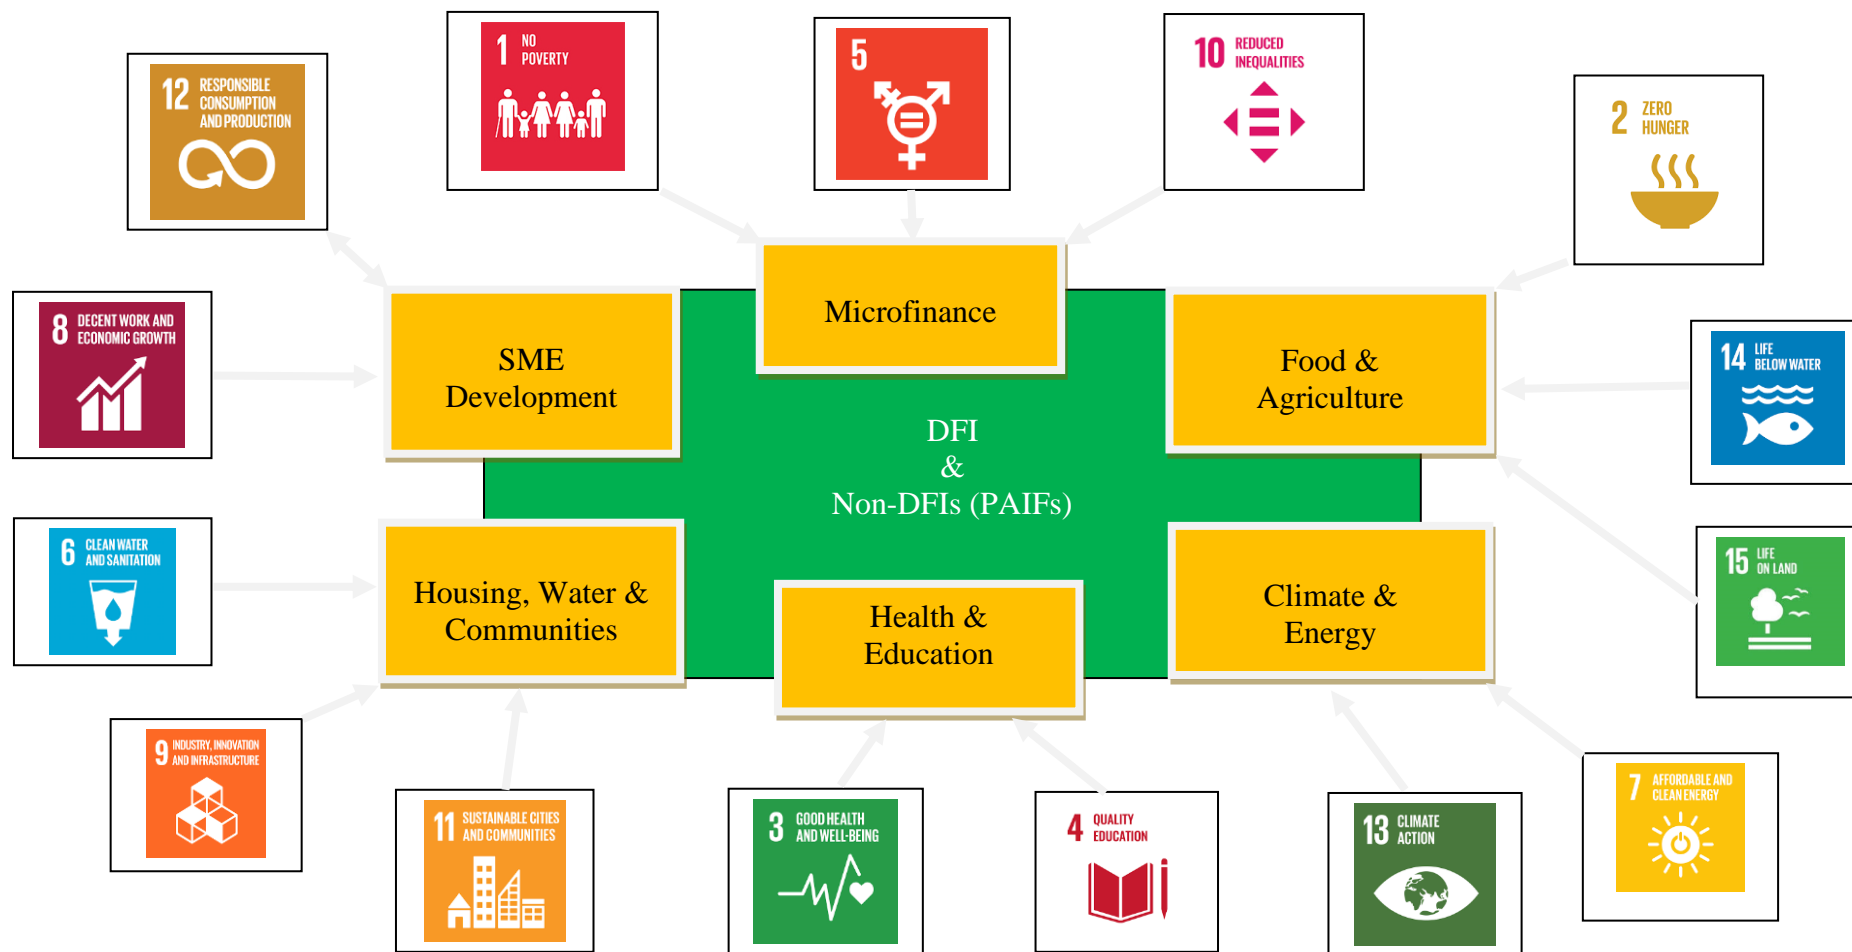 1 NO
POVERTY
5
10 REDUCED
INEQUALITIES
12 RESPONSIBLE
CONSUMPTION
AND PRODUCTION
2 ZERO
HUNGER
8 DECENT WORK AND
ECONOMIC GROWTH
Microfinance
SME
Development
Food &
Agriculture
14 LIFE
BELOW WATER
DFI
&
Non-DFIs (PAIFs)
6 CLEAN WATER
AND SANITATION
Housing, Water &
Communities
Health &
Education
Climate &
Energy
15 LIFE
ON LAND
9 INDUSTRY, INNOVATION
AND INFRASTRUCTURE
11 SUSTAINABLE CITIES
AND COMMUNITIES
3 GOOD HEALTH
AND WELL-BEING
4 QUALITY
EDUCATION
13 CLIMATE
ACTION
7 AFFORDABLE AND
CLEAN ENERGY